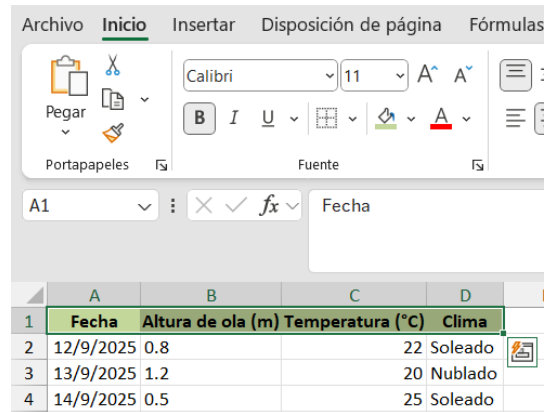 Archivo Inicio Insertar Disposición de página Fórmulas
Calibri 11 A A
Pegar
B I U A
Portapapeles Fuente
A1 fx Fecha
A B C D
1 Fecha Altura de ola (m) Temperatura (°C) Clima
2 12/9/2025 0.8 22 Soleado
3 13/9/2025 1.2 20 Nublado
4 14/9/2025 0.5 25 Soleado